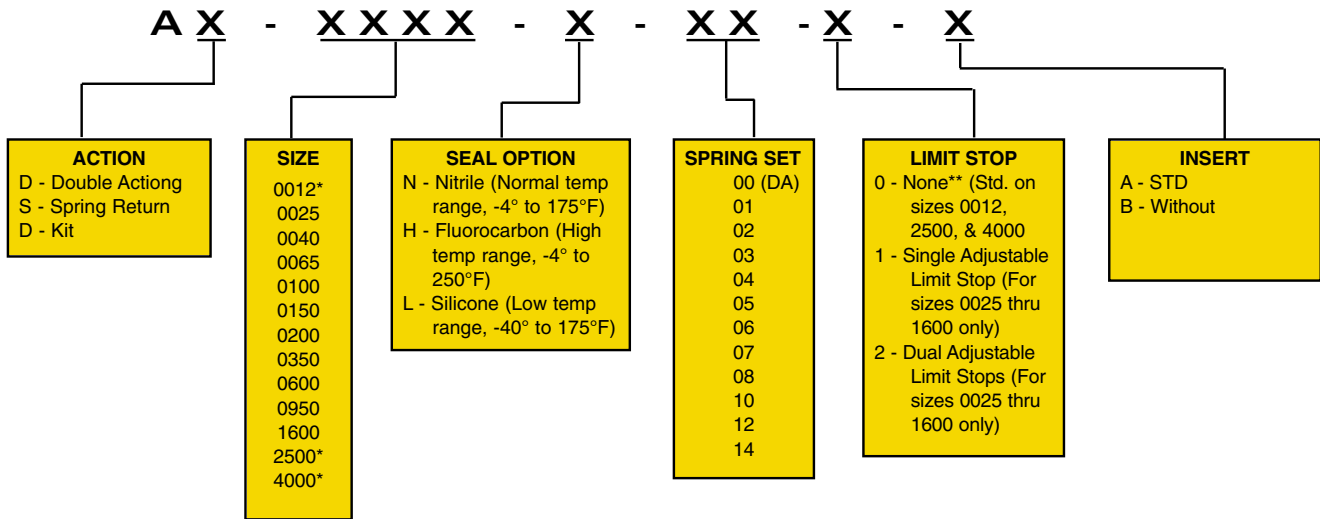 A X - X X X X - X - X X - X - X
ACTION
D - Double Actiong
S - Spring Return
D - Kit
SIZE
0012*
0025
0040
0065
0100
0150
0200
0350
0600
0950
1600
2500*
4000*
SEAL OPTION
N - Nitrile (Normal temp
range, -4° to 175°F)
H - Fluorocarbon (High
temp range, -4° to
250°F)
L - Silicone (Low temp
range, -40° to 175°F)
SPRING SET
00 (DA)
01
02
03
04
05
06
07
08
10
12
14
LIMIT STOP
0 - None** (Std. on
sizes 0012,
2500, & 4000
1 - Single Adjustable
Limit Stop (For
sizes 0025 thru
1600 only)
2 - Dual Adjustable
Limit Stops (For
sizes 0025 thru
1600 only)
INSERT
A - STD
B - Without